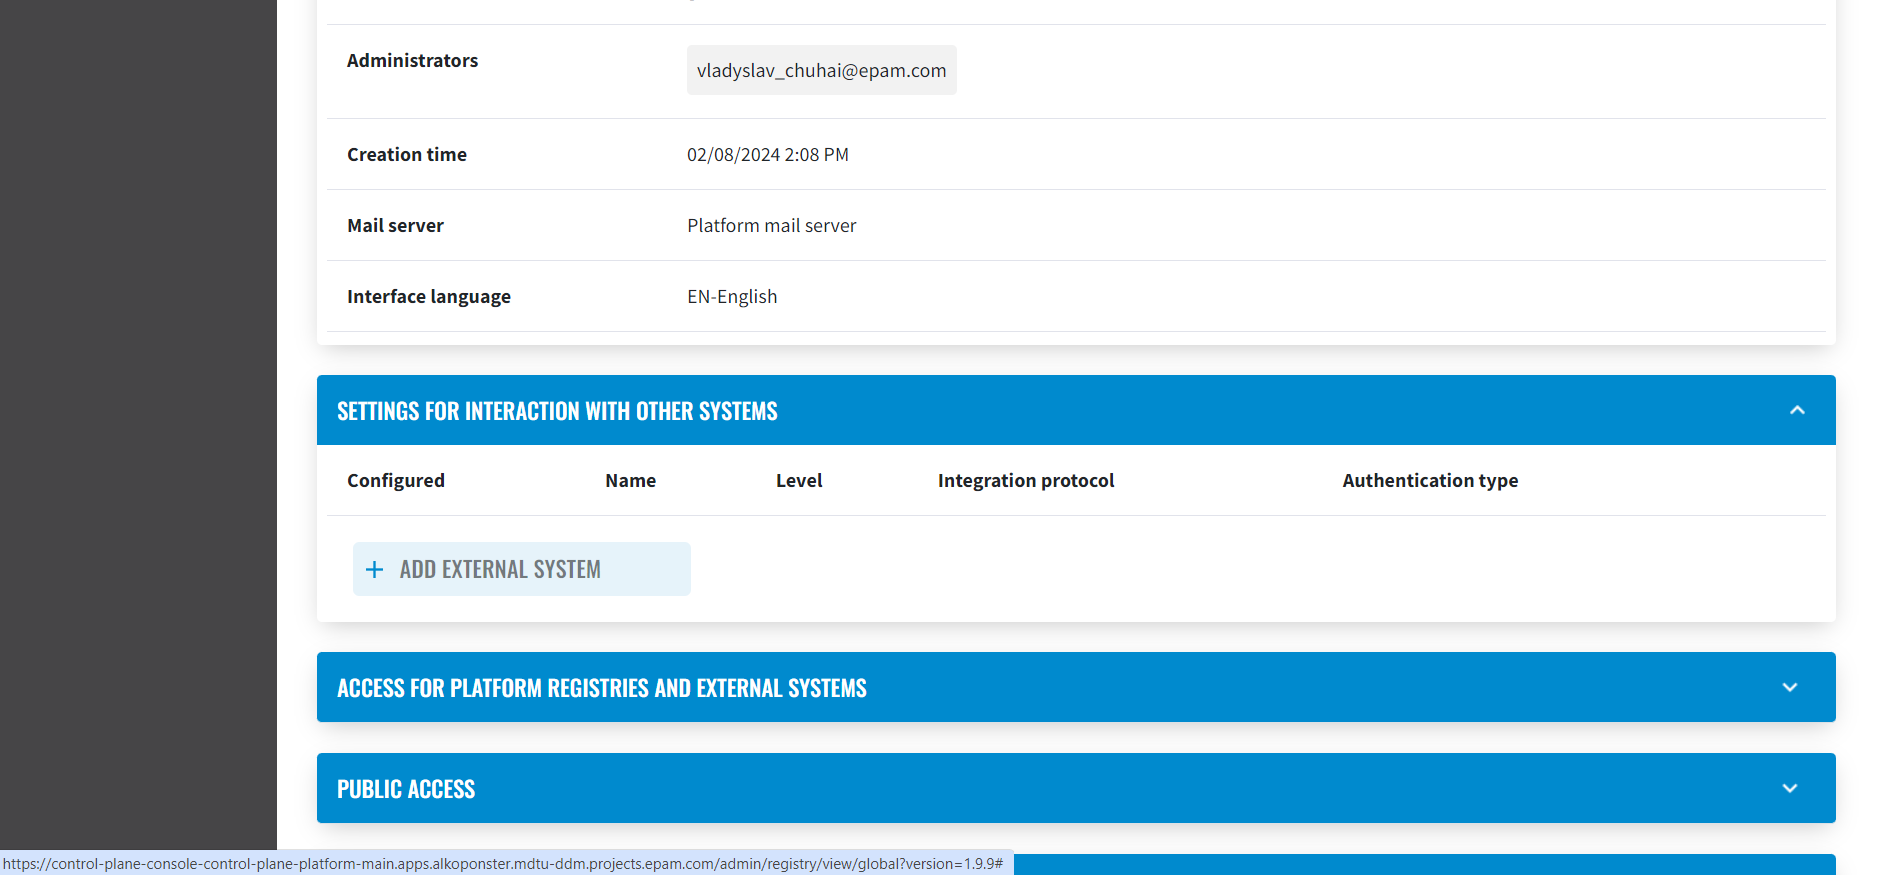 Administrators
vladyslav_chuhai@epam.com
Creation time
02/08/2024 2:08 PM
Mail server
Platform mail server
Interface language
EN-English
SETTINGS FOR INTERACTION WITH OTHER SYSTEMS
Configured Name Level Integration protocol Authentication type
+ ADD EXTERNAL SYSTEM
ACCESS FOR PLATFORM REGISTRIES AND EXTERNAL SYSTEMS
PUBLIC ACCESS
https://control-plane-console-control-plane-platform-main.apps.alkoponster.mdtu-ddm.projects.epam.com/admin/registry/view/global?version=1.9.9#